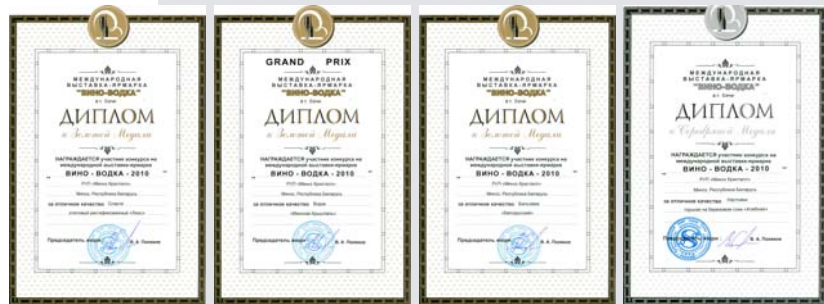 МЕЖДУНАРОДНАЯ
ВЫСТАВКА-ЯРМАРКА
"ВИНО-ВОДКА"
в г. Сочи
ДИПЛОМ
и Золотой Медали
НАГРАЖДАЕТСЯ участник конкурса на
международной выставке-ярмарке
ВИНО - ВОДКА - 2010
РУП «Минск Кристалл»
Минск, Республика Беларусь
за отличное качество Спирта
Председатель жюри
GRAND PRIX
МЕЖДУНАРОДНАЯ
ВЫСТАВКА-ЯРМАРКА
"ВИНО-ВОДКА"
в г. Сочи
ДИПЛОМ
и Золотой Медали
НАГРАЖДАЕТСЯ участник конкурса на
международной выставке-ярмарке
ВИНО - ВОДКА - 2010
РУП «Минск Кристалл»
Минск, Республика Беларусь
за отличное качество Водки
Председатель жюри
МЕЖДУНАРОДНАЯ
ВЫСТАВКА-ЯРМАРКА
"ВИНО-ВОДКА"
в г. Сочи
ДИПЛОМ
и Золотой Медали
НАГРАЖДАЕТСЯ участник конкурса на
международной выставке-ярмарке
ВИНО - ВОДКА - 2010
РУП «Минск Кристалл»
Минск, Республика Беларусь
за отличное качество Бальзама
Председатель жюри
МЕЖДУНАРОДНАЯ
ВЫСТАВКА-ЯРМАРКА
"ВИНО-ВОДКА"
в г. Сочи
ДИПЛОМ
и Серебряной Медали
НАГРАЖДАЕТСЯ участник конкурса на
международной выставке-ярмарке
ВИНО - ВОДКА - 2010
РУП «Минск Кристалл»
Минск, Республика Беларусь
за отличное качество Настойка
Председатель жюри